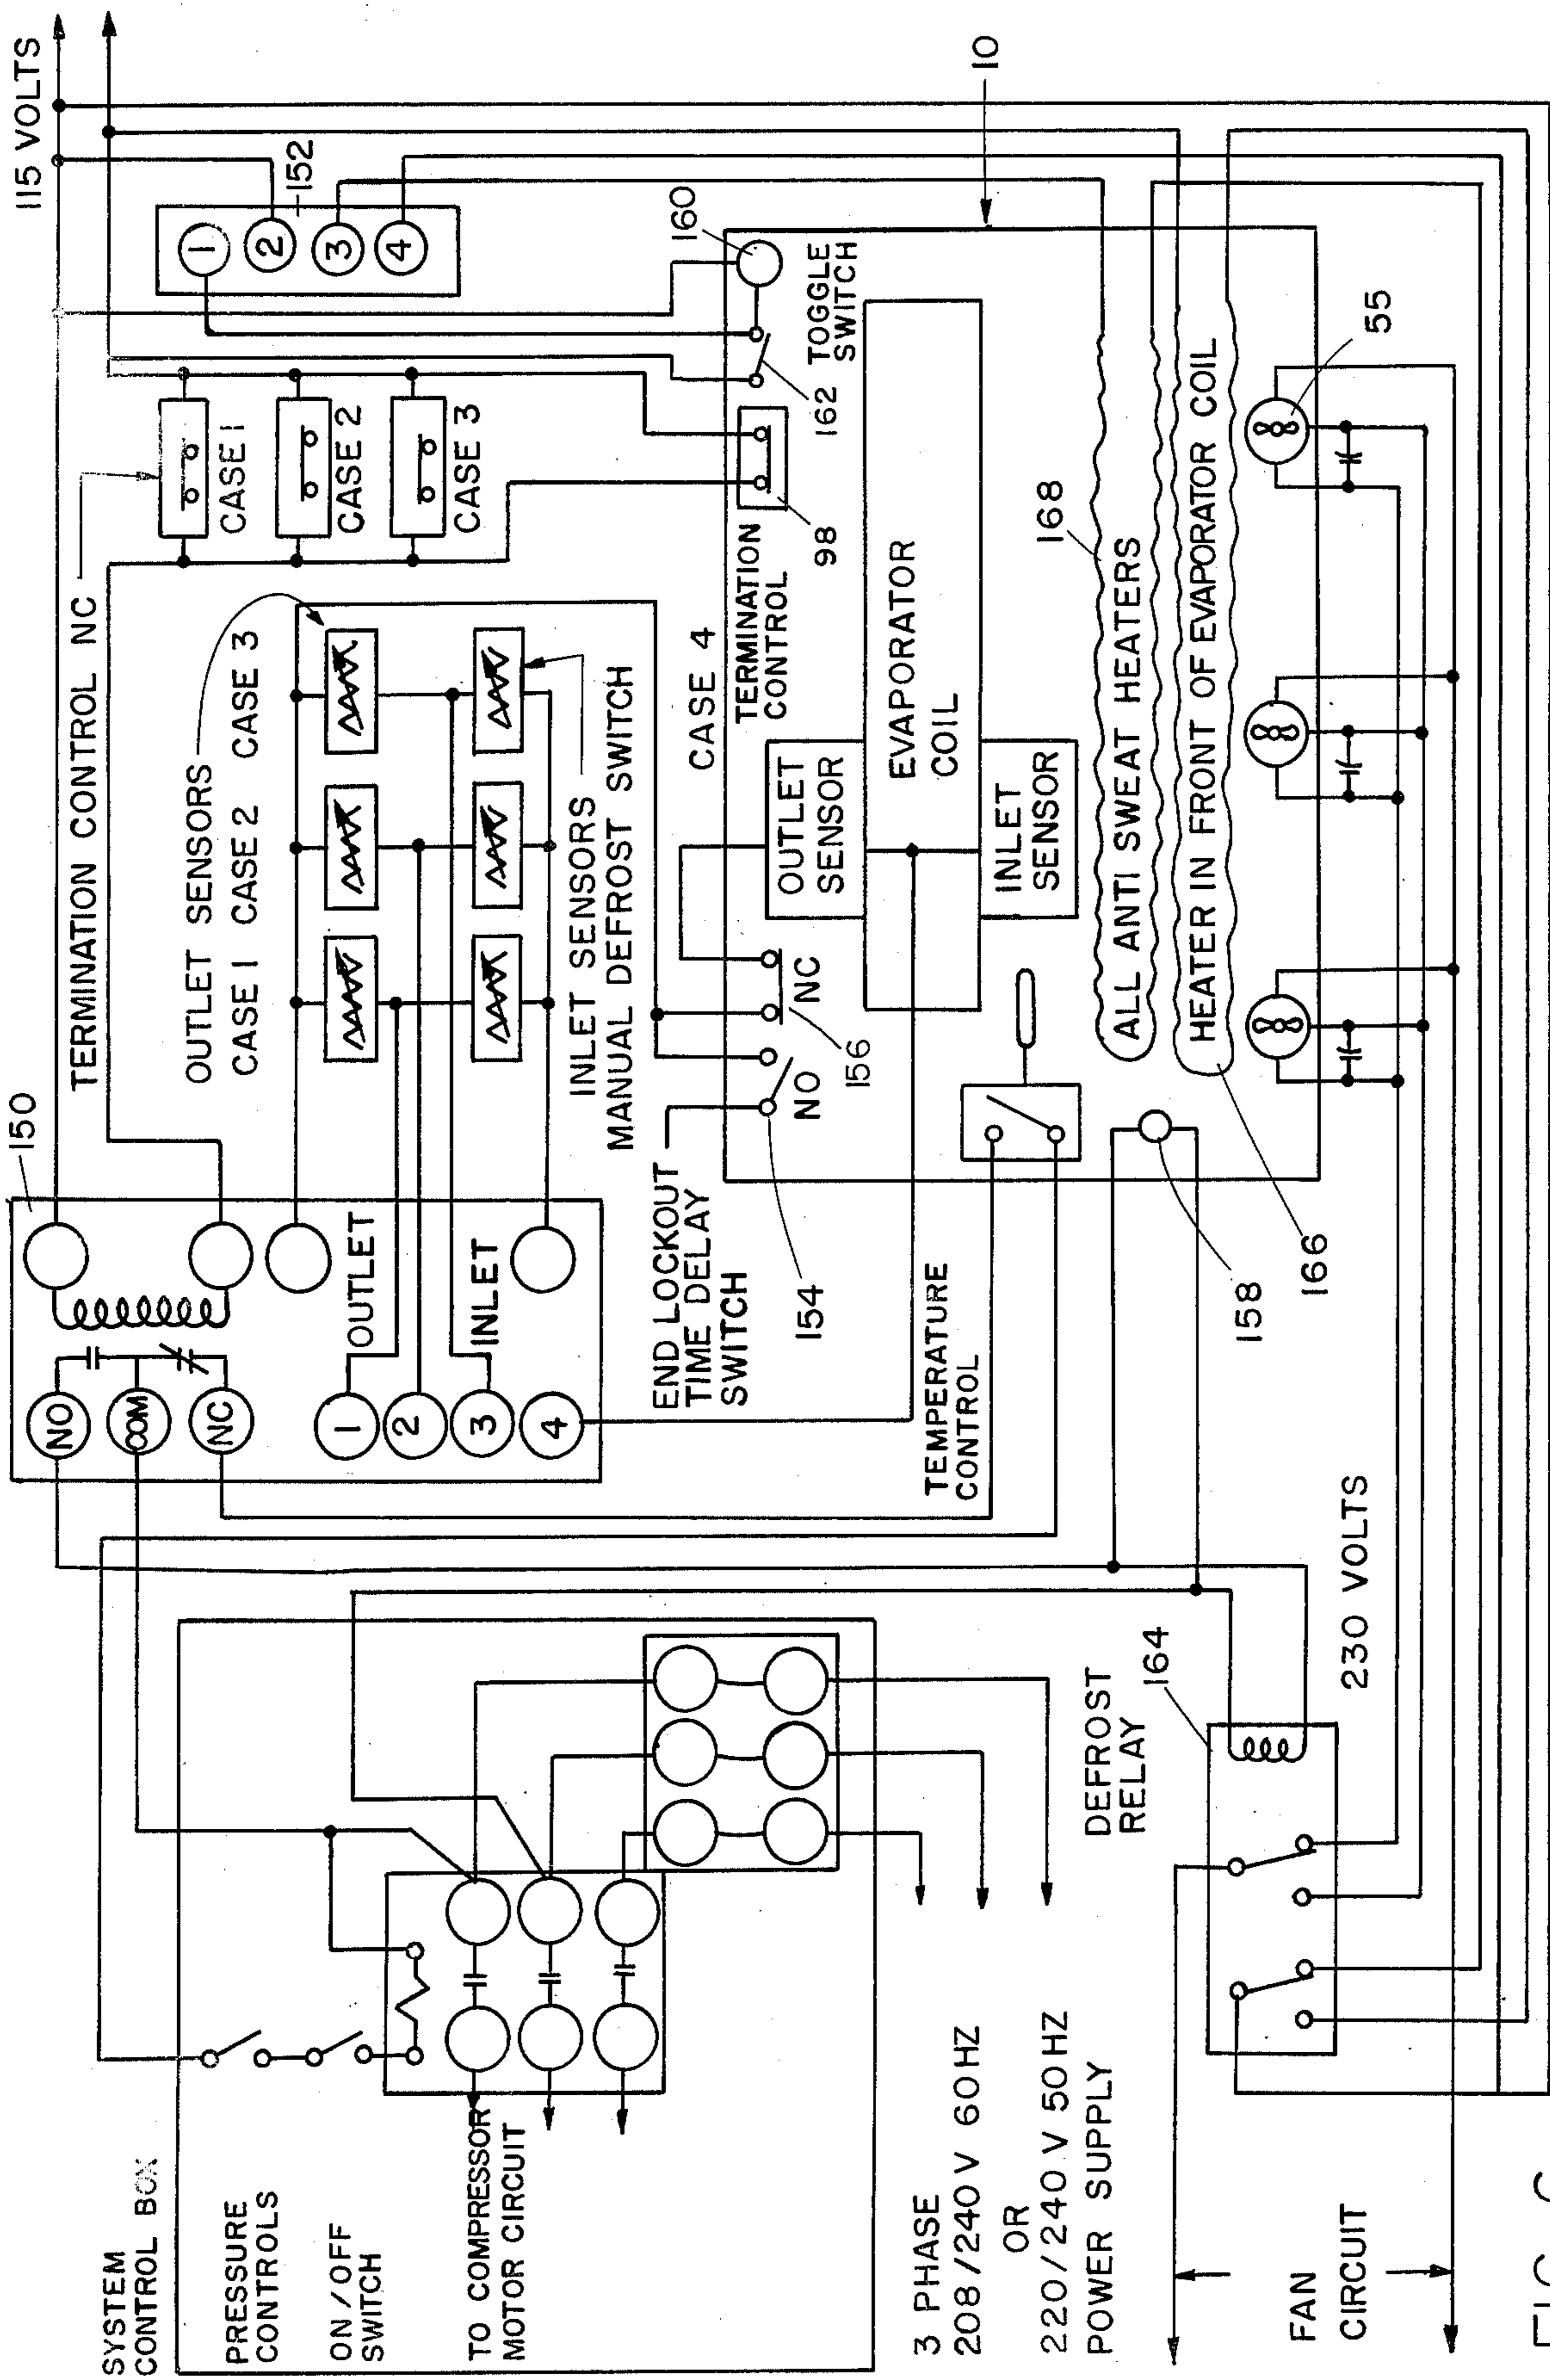 115 VOLTS
152
1
2
3
4
TERMINATION CONTROL NC
CASE 1
CASE 2
CASE 3
150
NO
COM
NC
OUTLET
INLET
1
2
3
4
OUTLET SENSORS
CASE 1 CASE 2 CASE 3
INLET SENSORS
MANUAL DEFROST SWITCH
END LOCKOUT
TIME DELAY
SWITCH
154
NO
NC
156
CASE 4
TERMINATION
CONTROL
98
162
160
TOGGLE
SWITCH
10
OUTLET
SENSOR
EVAPORATOR
COIL
INLET
SENSOR
TEMPERATURE
CONTROL
168
ALL ANTI SWEAT HEATERS
HEATER IN FRONT OF EVAPORATOR COIL
55
158
166
SYSTEM
CONTROL BOX
PRESSURE
CONTROLS
ON/OFF
SWITCH
TO COMPRESSOR
MOTOR CIRCUIT
3 PHASE
208/240 V 60 HZ
OR
220/240 V 50 HZ
POWER SUPPLY
DEFROST
RELAY
164
230 VOLTS
FAN
CIRCUIT